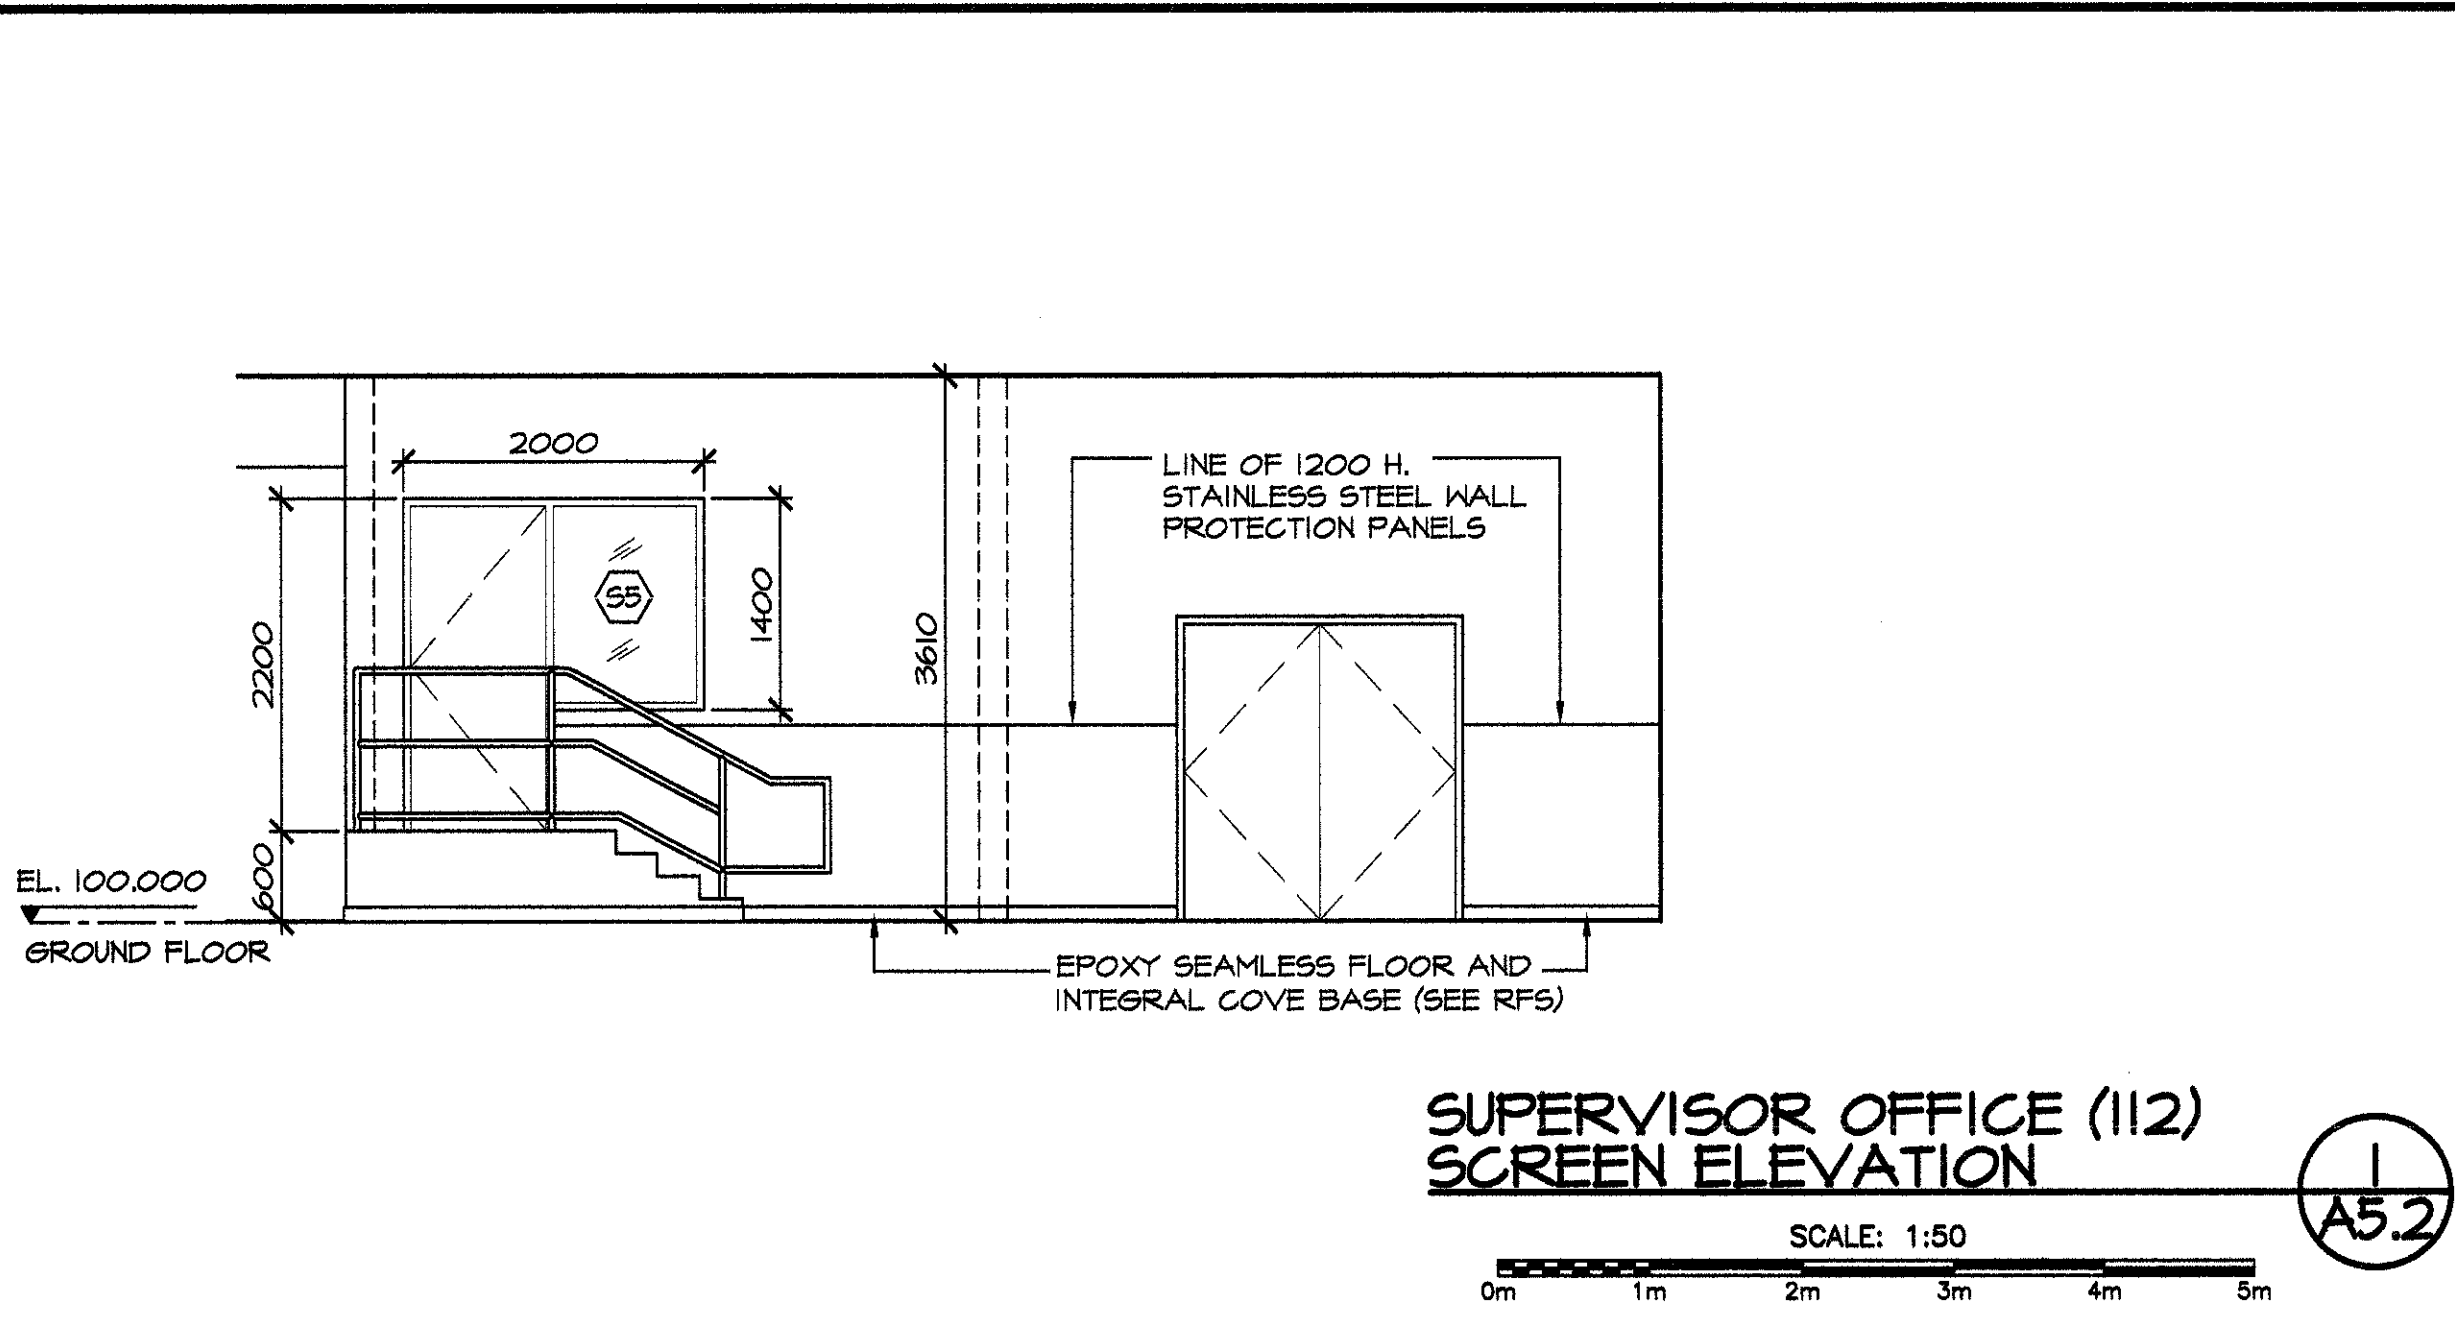 2000
LINE OF 1200 H.
STAINLESS STEEL WALL
PROTECTION PANELS
S5
1400
3610
2200
600
EL. 100.000
GROUND FLOOR
EPOXY SEAMLESS FLOOR AND
INTEGRAL COVE BASE (SEE RFS)
SUPERVISOR OFFICE (112)
SCREEN ELEVATION
1
A5.2
SCALE: 1:50
0m 1m 2m 3m 4m 5m